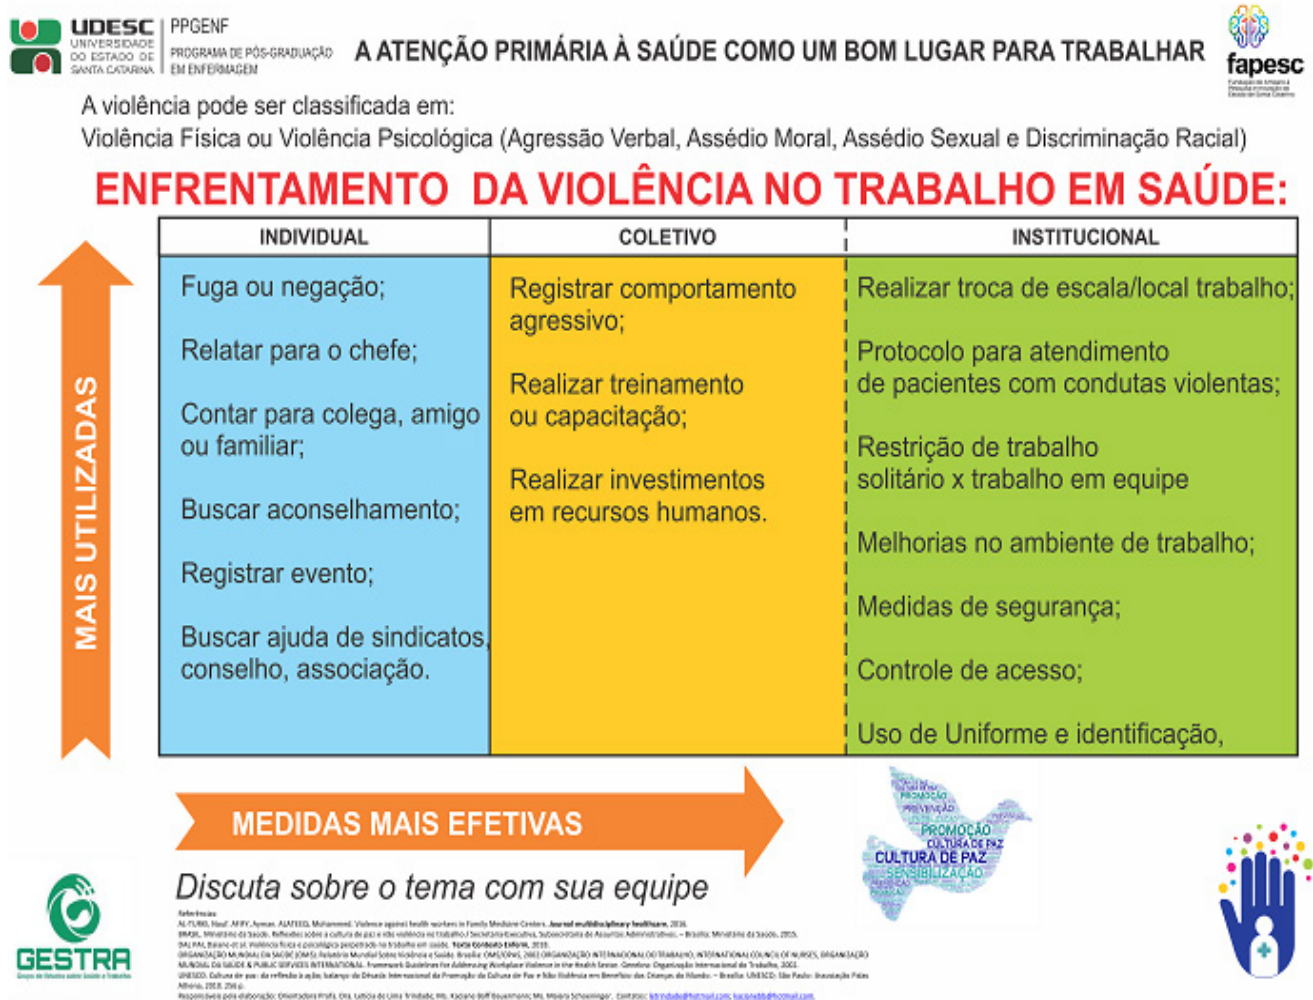 UDESC
UNIVERSIDADE
DO ESTADO DE
SANTA CATARINA
PPGENF
PROGRAMA DE PÓS-GRADUAÇÃO
EM ENFERMAGEM
A ATENÇÃO PRIMÁRIA À SAÚDE COMO UM BOM LUGAR PARA TRABALHAR
fapesc
A violência pode ser classificada em:
Violência Física ou Violência Psicológica (Agressão Verbal, Assédio Moral, Assédio Sexual e Discriminação Racial)
ENFRENTAMENTO DA VIOLÊNCIA NO TRABALHO EM SAÚDE:
MAIS UTILIZADAS
INDIVIDUAL
Fuga ou negação;
Relatar para o chefe;
Contar para colega, amigo
ou familiar;
Buscar aconselhamento;
Registrar evento;
Buscar ajuda de sindicatos,
conselho, associação.
COLETIVO
Registrar comportamento
agressivo;
Realizar treinamento
ou capacitação;
Realizar investimentos
em recursos humanos.
INSTITUCIONAL
Realizar troca de escala/local trabalho;
Protocolo para atendimento
de pacientes com condutas violentas;
Restrição de trabalho
solitário x trabalho em equipe
Melhorias no ambiente de trabalho;
Medidas de segurança;
Controle de acesso;
Uso de Uniforme e identificação,
MEDIDAS MAIS EFETIVAS
PROMOÇÃO
PREVENÇÃO
PROMOÇÃO
CULTURA DE PAZ
CULTURA DE PAZ
SENSIBILIZAÇÃO
Discuta sobre o tema com sua equipe
GESTRA
Referências: